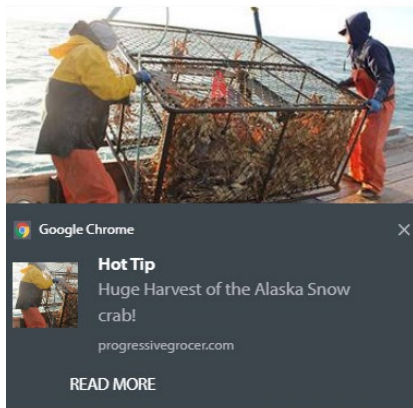 Google Chrome
Hot Tip
Huge Harvest of the Alaska Snow
crab!
progressivegrocer.com
READ MORE